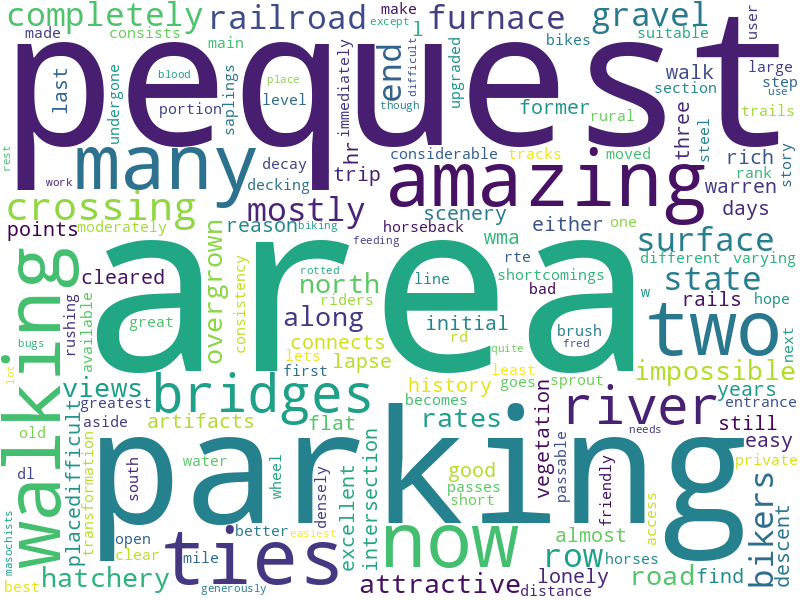 completely
railroad
make
except
furnace
l
gravel
user
made
consists
main
bikes
suitable
pequest
last
undergone
blood
place
saplings
portion
level
immediately
end
though
difficult
upgraded
former
rural
walk
section
large
step
use
trails
rest
work
many
decay
decking
hr
trip
considerable
tracks
moved
three
steel
rich
rank
story
amazing
warren
days
crossing
points
moderately
mostly
reason
biking
horseback
feeding
scenery
wma
either
one
surface
different
varying
cleared
overgrown
north
rotted
line
rte
shortcomings
state
w
rails
hope
area
walking
rushing
available
great
consistency
riders
along
initial
rd
bad
brush
two
next
bugs
lot
connects
lets
first
lapse
quite
fred
impossible
views
greatest
bridges
history
least
goes
sprout
years
becomes
river
entrance
aside
artifacts
flat
rates
still
old
placedifficult
transformation
parking
vegetation
passable
easy
needs
private
dl
south
water
wheel
densely
excellent
intersection
good
passes
short
friendly
access
bikers
descent
masochists
open
clear
better
easiest
mile
now
almost
row
horses
road
find
best
hatchery
ties
generously
attractive
distance
lonely